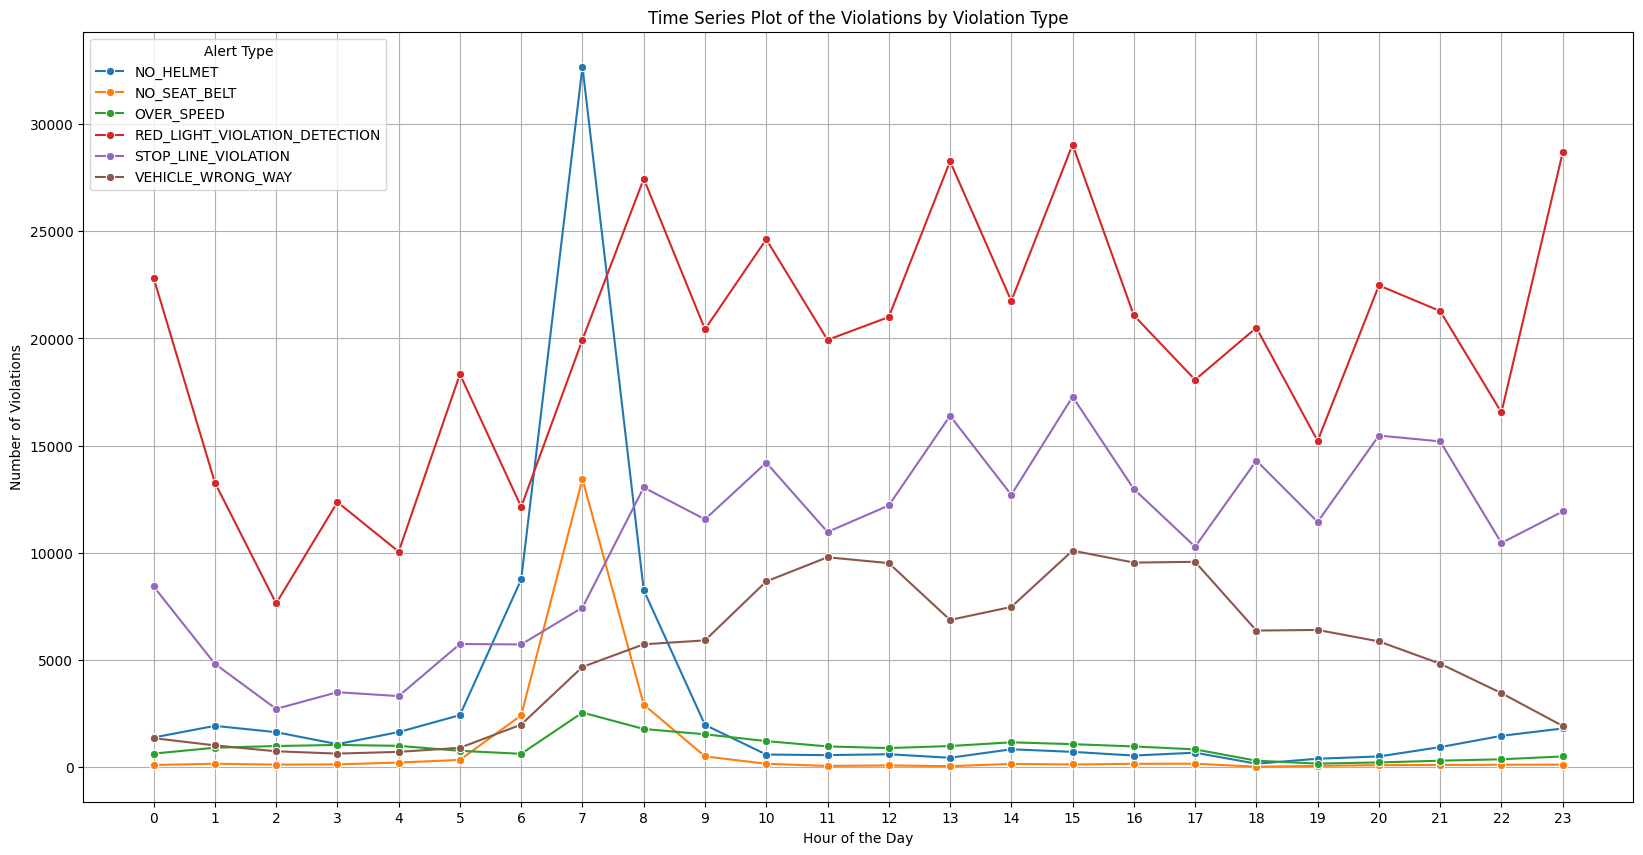 Time Series Plot of the Violations by Violation Type
Alert Type
NO_HELMET
NO_SEAT_BELT
OVER_SPEED
RED_LIGHT_VIOLATION_DETECTION
STOP_LINE_VIOLATION
VEHICLE_WRONG_WAY
Number of Violations
30000
25000
20000
15000
10000
5000
0
0 1 2 3 4 5 6 7 8 9 10 11 12 13 14 15 16 17 18 19 20 21 22 23
Hour of the Day